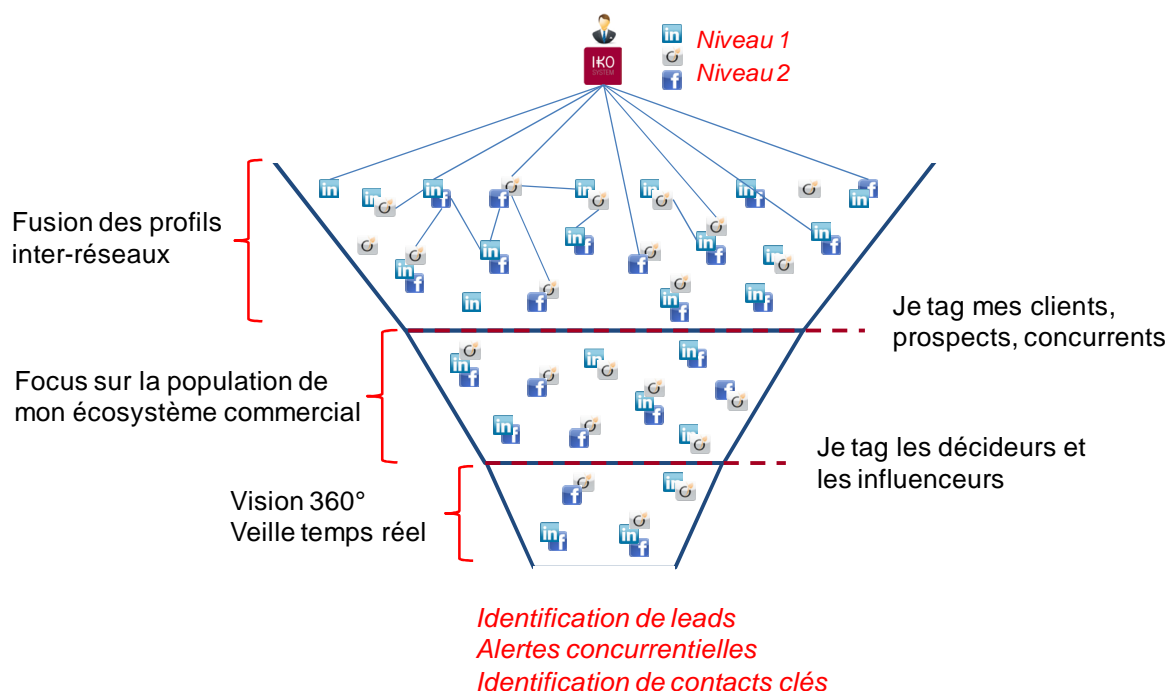 IKO
SYSTEM
Niveau 1
Niveau 2
Fusion des profils
inter-réseaux
Je tag mes clients,
prospects, concurrents
Focus sur la population de
mon écosystème commercial
Je tag les décideurs et
les influenceurs
Vision 360°
Veille temps réel
Identification de leads
Alertes concurrentielles
Identification de contacts clés